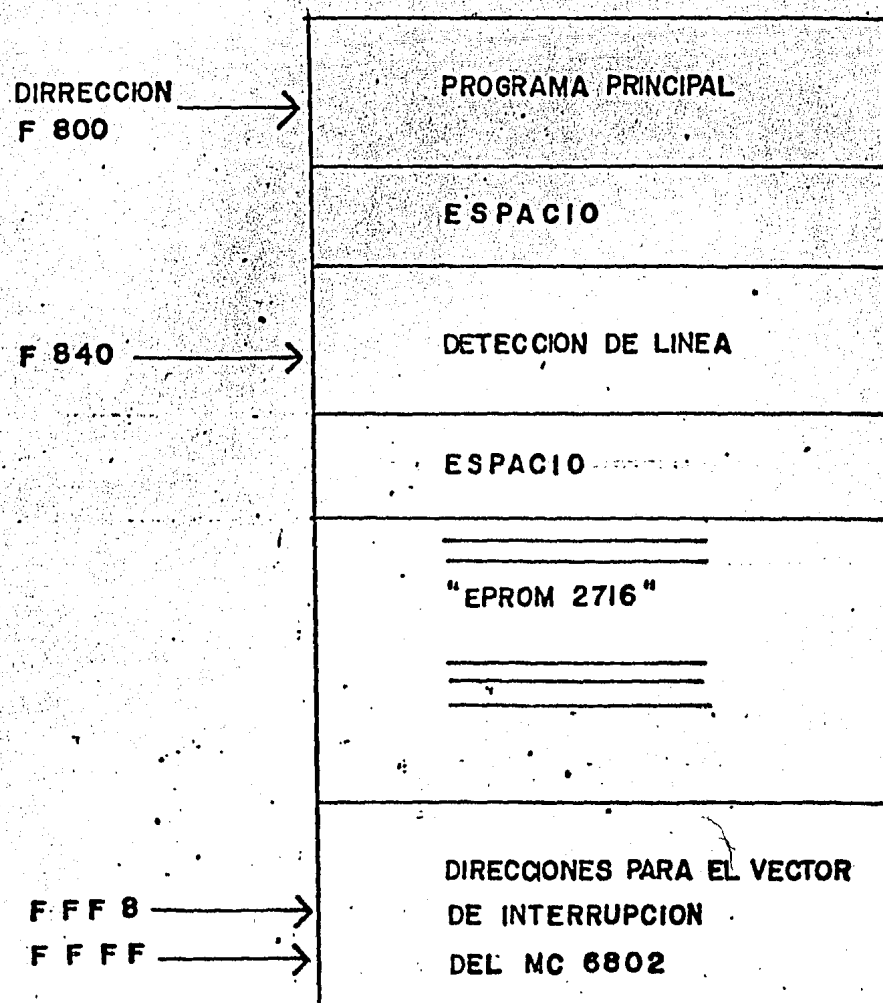 DIRRECCION
F 800
PROGRAMA PRINCIPAL
ESPACIO
F 840
DETECCION DE LINEA
ESPACIO
"EPROM 2716"
DIRECCIONES PARA EL VECTOR
DE INTERRUPCION
DEL MC 6802
F F F 8
F F F F